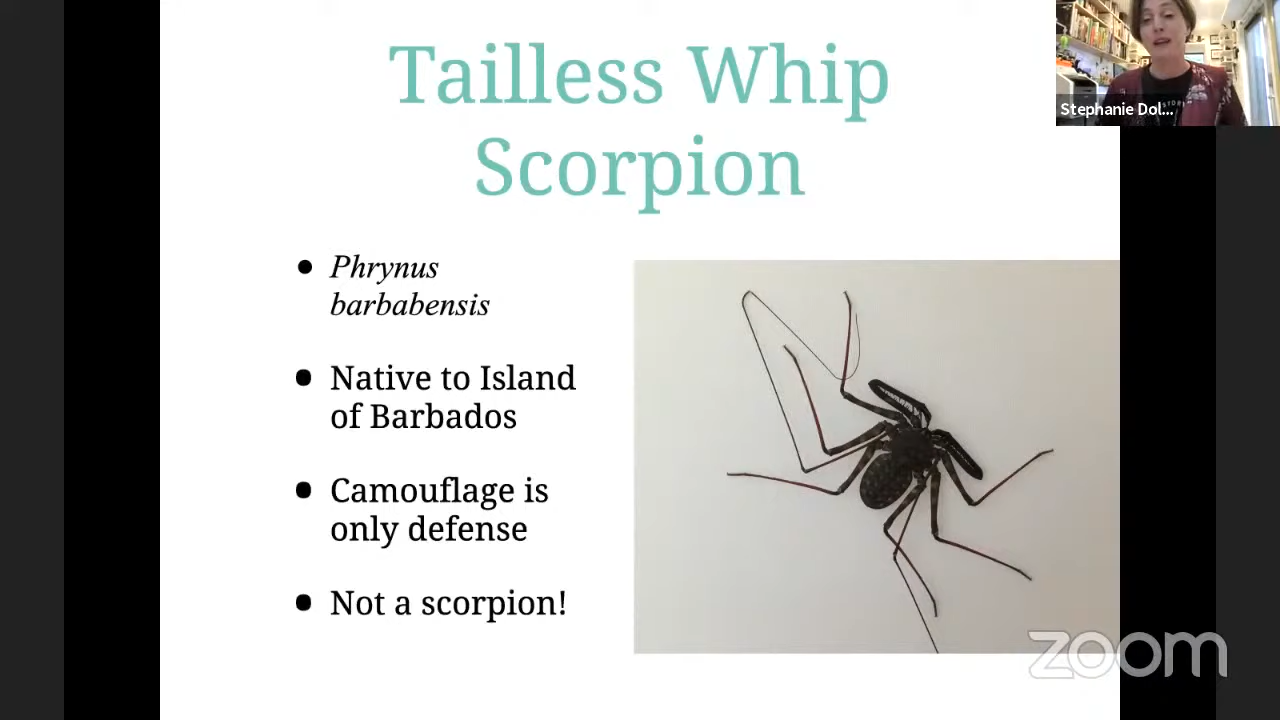 Tailless Whip
Scorpion
Stephanie Dol...
• Phrynus
barbabensis
• Native to Island
of Barbados
• Camouflage is
only defense
• Not a scorpion!
zoom